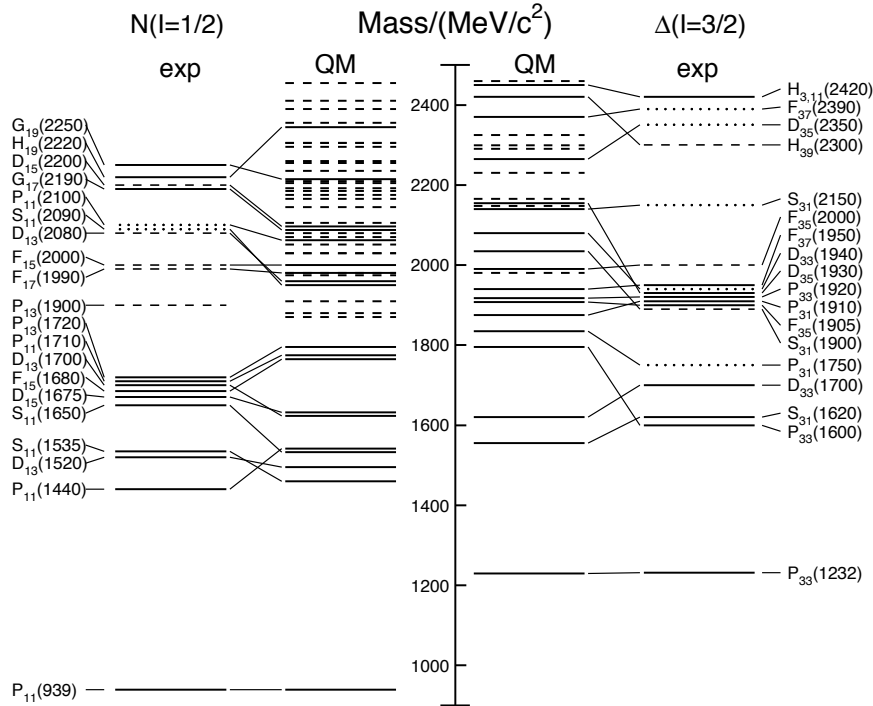 N(I=1/2) Mass/(MeV/c²) Δ(I=3/2)
exp QM QM exp
G₁₉(2250)
H₁₉(2220)
D₁₅(2200)
G₁₇(2190)
P₁₁(2100)
S₁₁(2090)
D₁₃(2080)
F₁₅(2000)
F₁₇(1990)
P₁₃(1900)
P₁₃(1720)
P₁₁(1710)
D₁₃(1700)
F₁₅(1680)
D₁₅(1675)
S₁₁(1650)
S₁₁(1535)
D₁₃(1520)
P₁₁(1440)
P₁₁(939)
2400
2200
2000
1800
1600
1400
1200
1000
H₃,₁₁(2420)
F₃₇(2390)
D₃₅(2350)
H₃₉(2300)
S₃₁(2150)
F₃₅(2000)
F₃₇(1950)
D₃₃(1940)
D₃₅(1930)
P₃₃(1920)
P₃₁(1910)
F₃₅(1905)
S₃₁(1900)
P₃₁(1750)
D₃₃(1700)
S₃₁(1620)
P₃₃(1600)
P₃₃(1232)